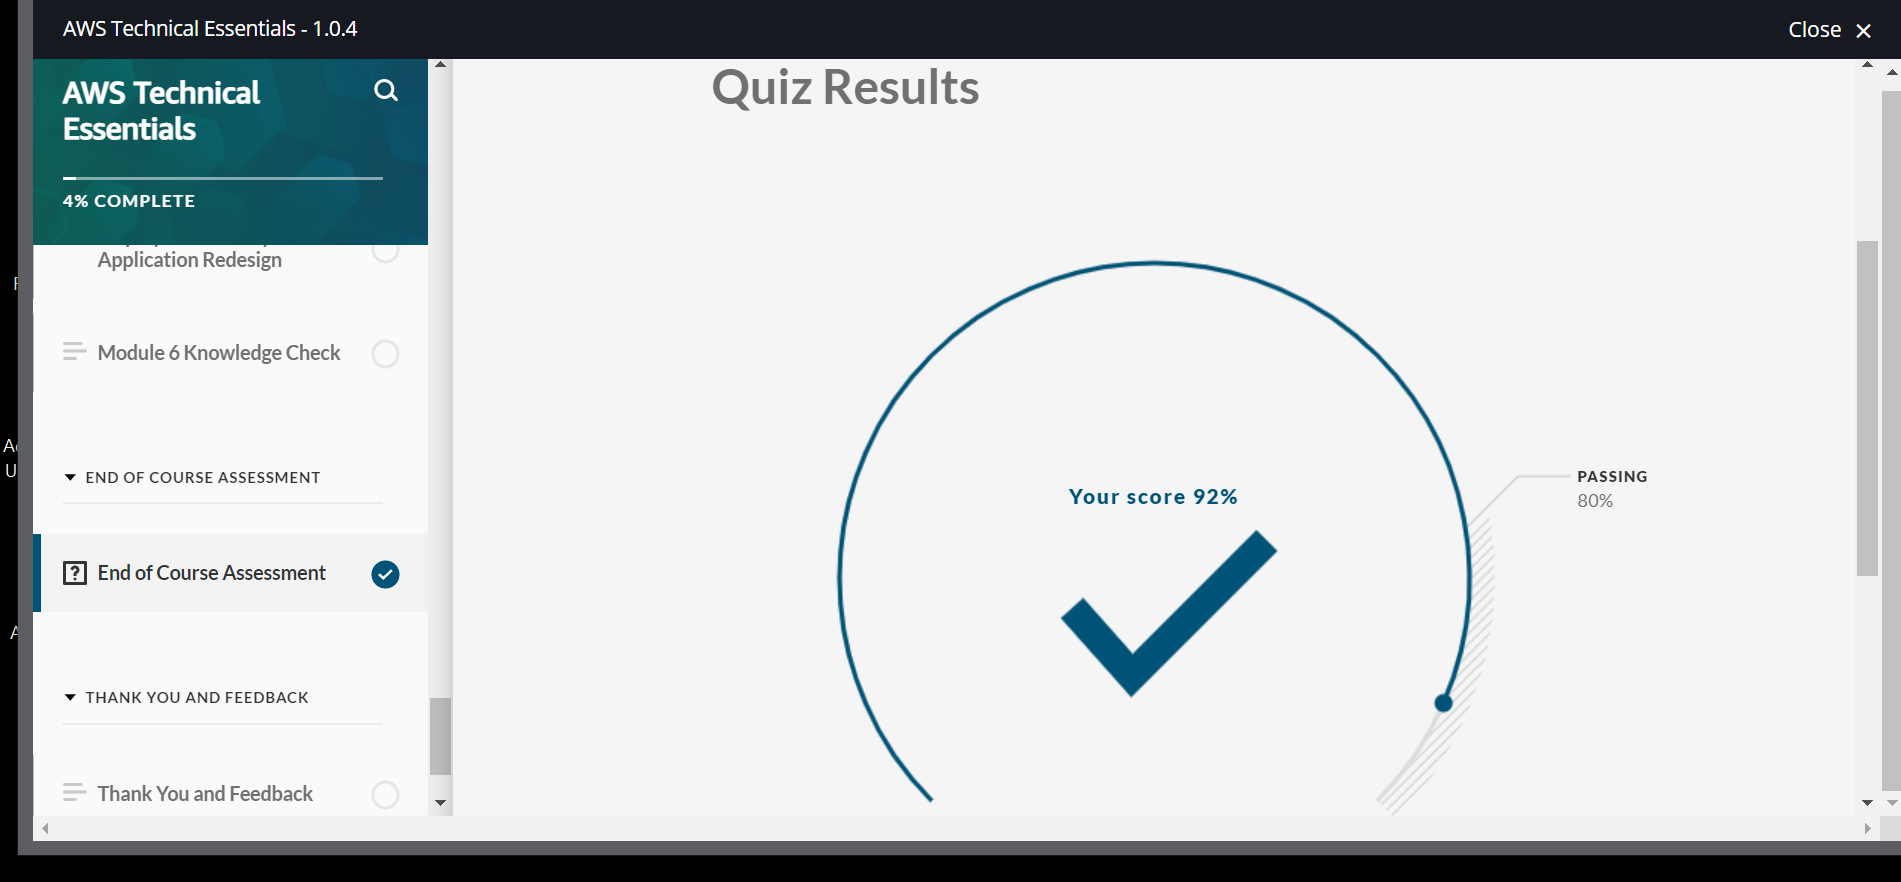 AWS Technical Essentials - 1.0.4
Close
AWS Technical
Essentials
4% COMPLETE
Application Redesign
Module 6 Knowledge Check
END OF COURSE ASSESSMENT
End of Course Assessment
THANK YOU AND FEEDBACK
Thank You and Feedback
Quiz Results
Your score 92%
PASSING
80%